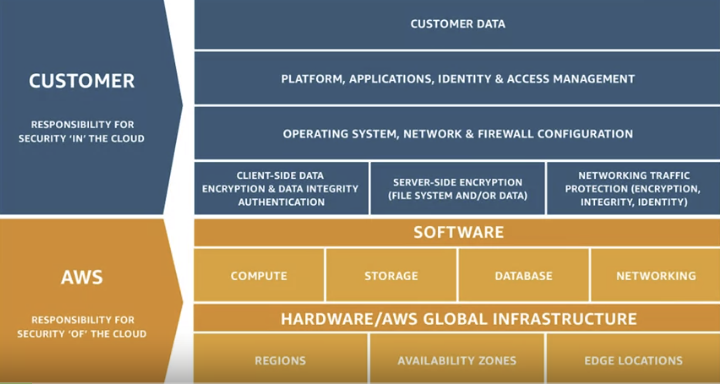 CUSTOMER
RESPONSIBILITY FOR
SECURITY ‘IN’ THE CLOUD
CUSTOMER DATA
PLATFORM, APPLICATIONS, IDENTITY & ACCESS MANAGEMENT
OPERATING SYSTEM, NETWORK & FIREWALL CONFIGURATION
CLIENT-SIDE DATA
ENCRYPTION & DATA INTEGRITY
AUTHENTICATION
SERVER-SIDE ENCRYPTION
(FILE SYSTEM AND/OR DATA)
NETWORKING TRAFFIC
PROTECTION (ENCRYPTION,
INTEGRITY, IDENTITY)
AWS
RESPONSIBILITY FOR
SECURITY ‘OF’ THE CLOUD
SOFTWARE
COMPUTE
STORAGE
DATABASE
NETWORKING
HARDWARE/AWS GLOBAL INFRASTRUCTURE
REGIONS
AVAILABILITY ZONES
EDGE LOCATIONS